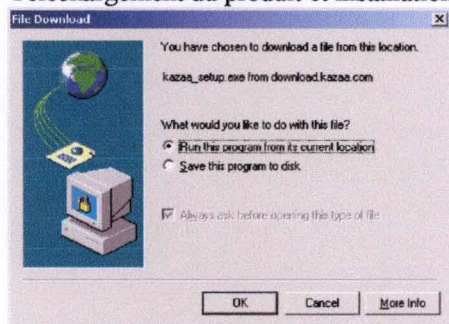 Téléchargement du produit et installation
File Download
You have chosen to download a file from this location.
kazaa_setup.exe from download.kazaa.com
What would you like to do with this file?
Run this program from its current location
Save this program to disk
Always ask before opening this type of file
OK
Cancel
More Info